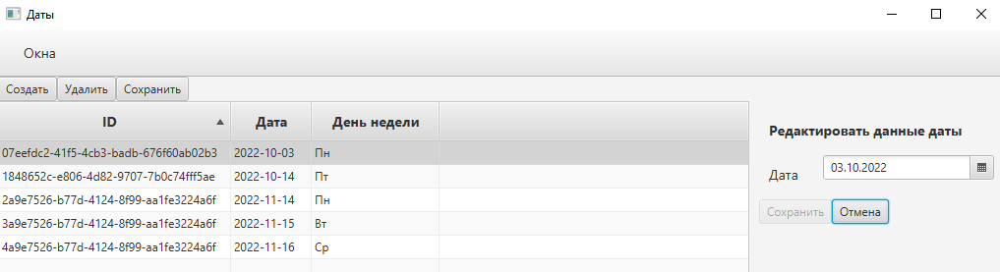 Даты
Окна
Создать Удалить Сохранить
ID Дата День недели
07eefdc2-41f5-4cb3-badb-676f60ab02b3 2022-10-03 Пн
1848652c-e806-4d82-9707-7b0c74fff5ae 2022-10-14 Пт
2a9e7526-b77d-4124-8f99-aa1fe3224a6f 2022-11-14 Пн
3a9e7526-b77d-4124-8f99-aa1fe3224a6f 2022-11-15 Вт
4a9e7526-b77d-4124-8f99-aa1fe3224a6f 2022-11-16 Ср
Редактировать данные даты
Дата 03.10.2022
Сохранить Отмена